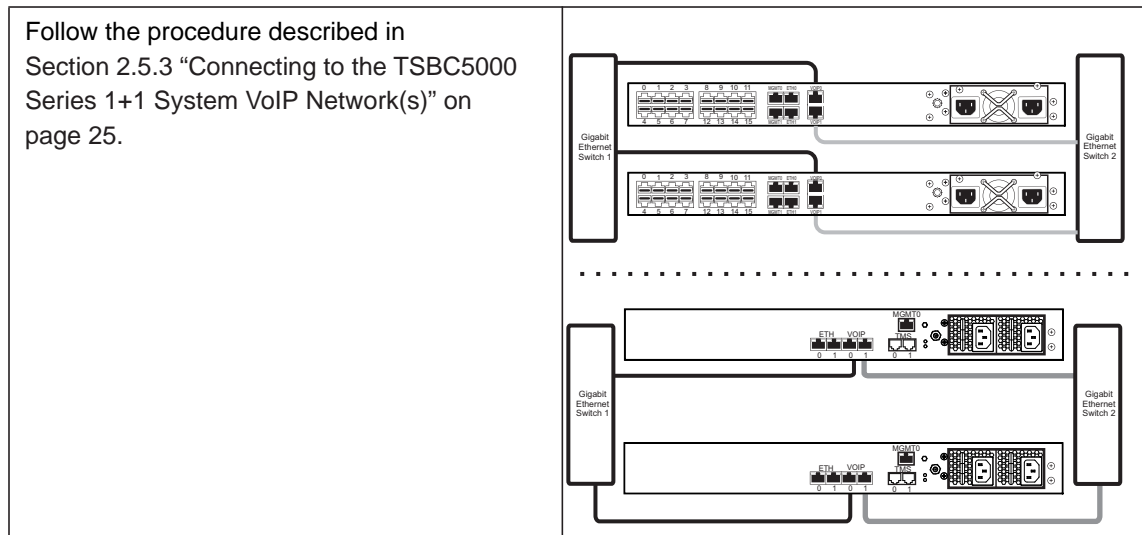 Follow the procedure described in
Section 2.5.3 “Connecting to the TSBC5000
Series 1+1 System VoIP Network(s)” on
page 25.
Gigabit
Ethernet
Switch 1
0 1 2 3 8 9 10 11
MGMT0 ETH0 VOIP0
4 5 6 7 12 13 14 15
MGMT1 ETH1 VOIP1
Gigabit
Ethernet
Switch 2
0 1 2 3 8 9 10 11
MGMT0 ETH0 VOIP0
4 5 6 7 12 13 14 15
MGMT1 ETH1 VOIP1
Gigabit
Ethernet
Switch 1
MGMT0
ETH VOIP TMS
0 1 0 1 0 1
Gigabit
Ethernet
Switch 2
MGMT0
ETH VOIP TMS
0 1 0 1 0 1